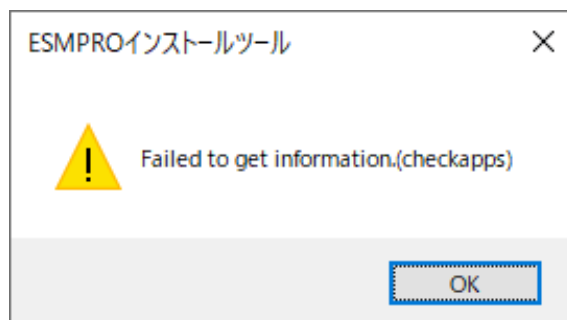 ESMPROインストールツール
Failed to get information.(checkapps)
OK